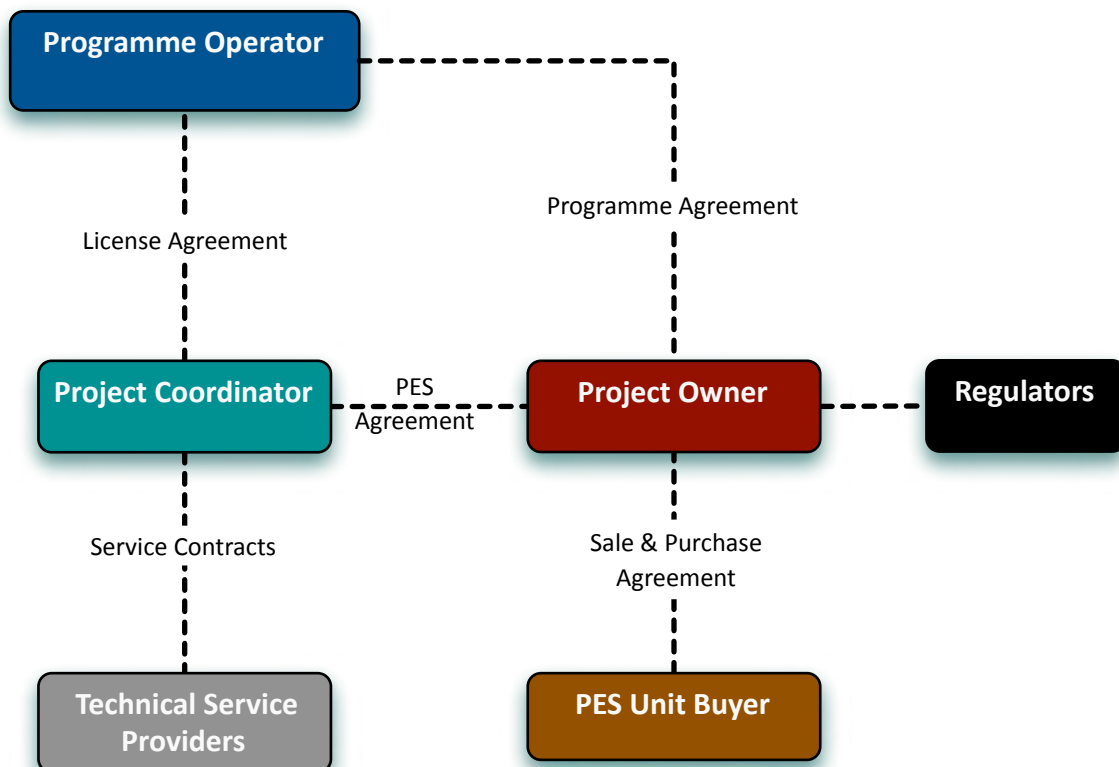 Programme Operator
Programme Agreement
License Agreement
Project Coordinator
PES
Agreement
Project Owner
Regulators
Service Contracts
Sale & Purchase
Agreement
Technical Service
Providers
PES Unit Buyer